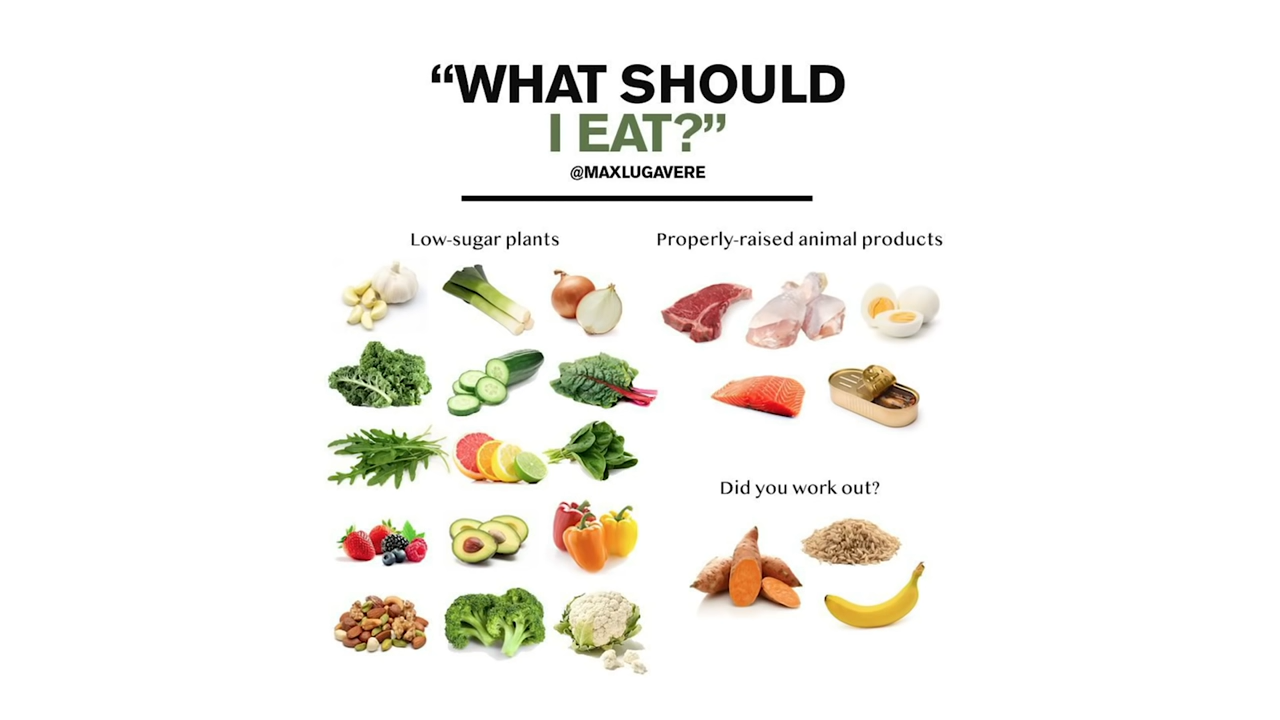 “WHAT SHOULD
I EAT?”
@MAXLUGAVERE
Low-sugar plants
Properly-raised animal products
Did you work out?